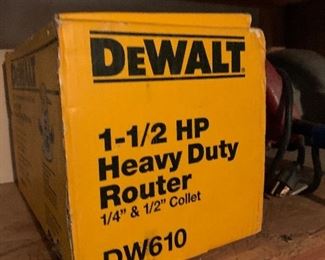 DEWALT
1-1/2 HP
Heavy Duty
Router
1/4" & 1/2" Collet
DW610